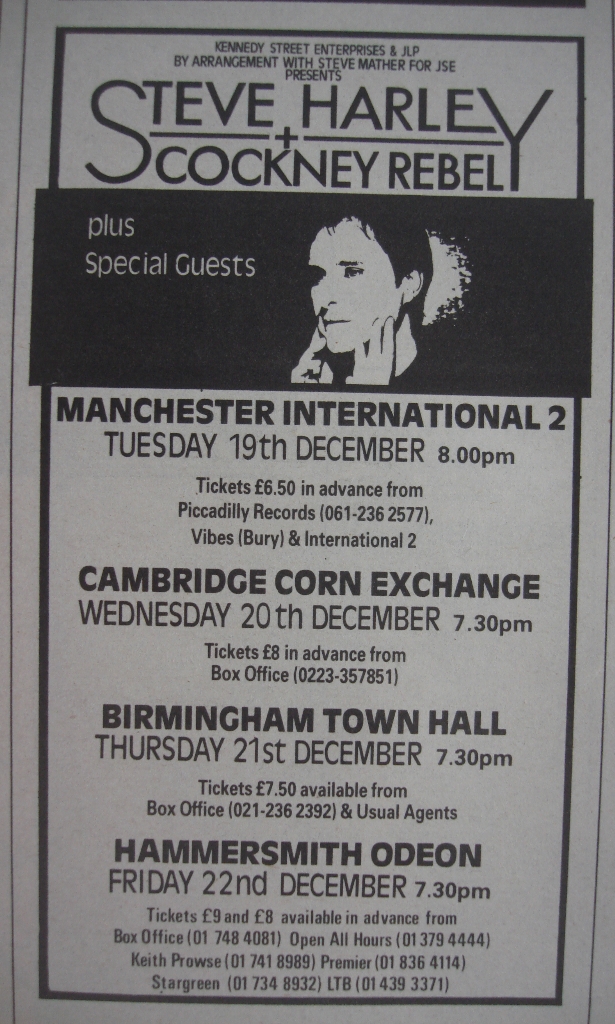 KENNEDY STREET ENTERPRISES & JLP
BY ARRANGEMENT WITH STEVE MATHER FOR JSE
PRESENTS
STEVE HARLEY
+
COCKNEY REBEL
plus
Special Guests
MANCHESTER INTERNATIONAL 2
TUESDAY 19th DECEMBER 8.00pm
Tickets £6.50 in advance from
Piccadilly Records (061-236 2577),
Vibes (Bury) & International 2
CAMBRIDGE CORN EXCHANGE
WEDNESDAY 20th DECEMBER 7.30pm
Tickets £8 in advance from
Box Office (0223-357851)
BIRMINGHAM TOWN HALL
THURSDAY 21st DECEMBER 7.30pm
Tickets £7.50 available from
Box Office (021-236 2392) & Usual Agents
HAMMERSMITH ODEON
FRIDAY 22nd DECEMBER 7.30pm
Tickets £9 and £8 available in advance from
Box Office (01 748 4081) Open All Hours (01 379 4444)
Keith Prowse (01 741 8989) Premier (01 836 4114)
Stargreen (01 734 8932) LTB (01 439 3371)